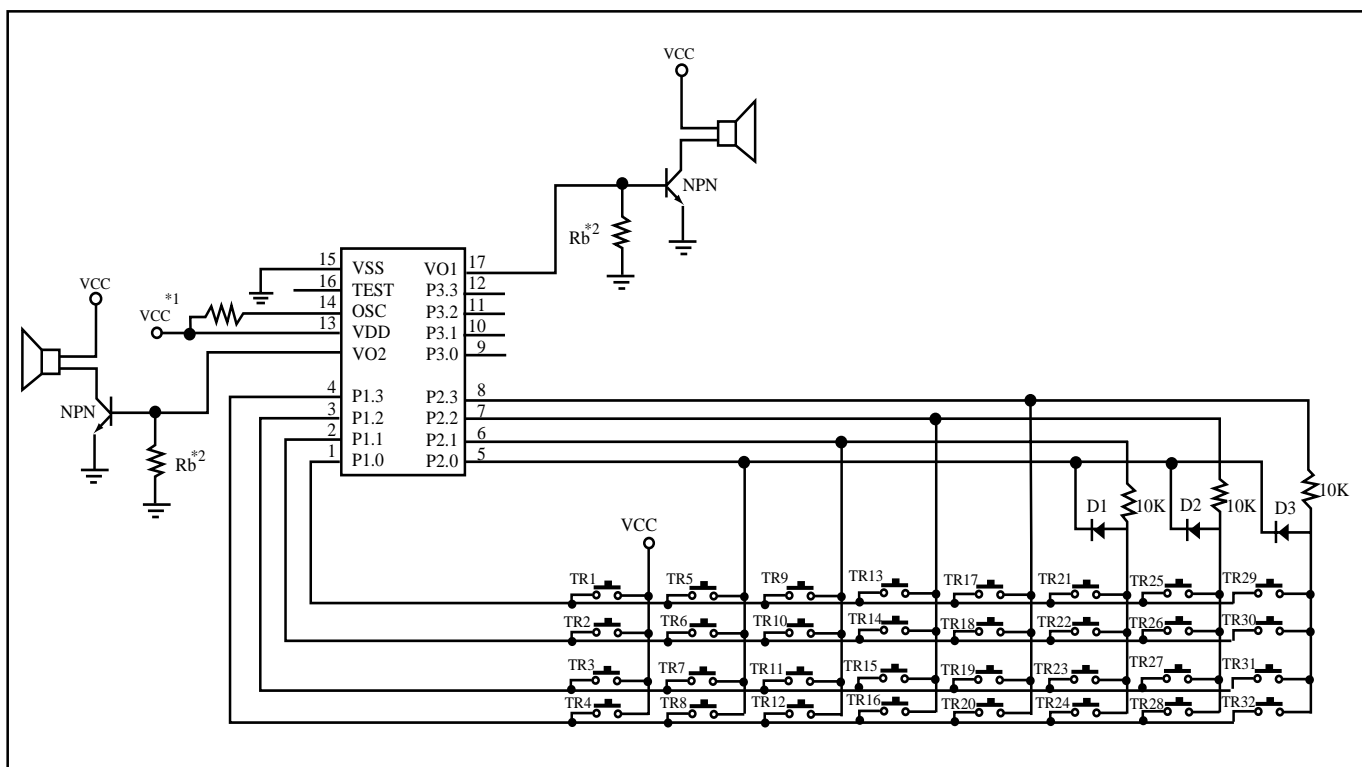 VCC
NPN
Rb*2
VCC
VCC *1
NPN
Rb*2
15 VSS VO1 17
16 TEST P3.3 12
14 OSC P3.2 11
13 VDD P3.1 10
VO2 P3.0 9
4 P1.3 P2.3 8
3 P1.2 P2.2 7
2 P1.1 P2.1 6
1 P1.0 P2.0 5
D1 10K D2 10K D3 10K
VCC
TR1 TR5 TR9 TR13 TR17 TR21 TR25 TR29
TR2 TR6 TR10 TR14 TR18 TR22 TR26 TR30
TR3 TR7 TR11 TR15 TR19 TR23 TR27 TR31
TR4 TR8 TR12 TR16 TR20 TR24 TR28 TR32